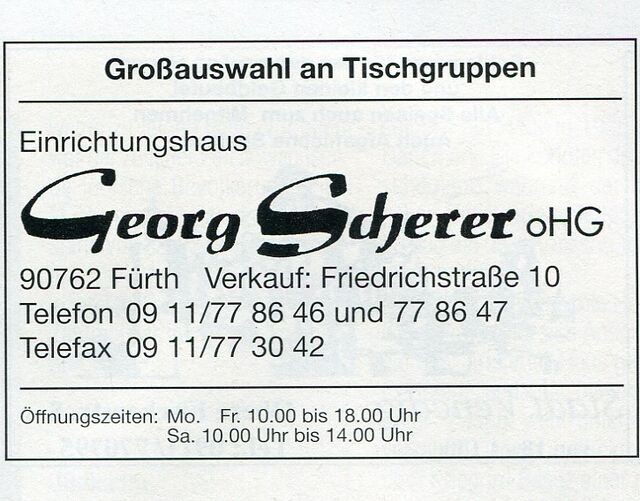 Großauswahl an Tischgruppen
Einrichtungshaus
Georg Scherer oHG
90762 Fürth Verkauf: Friedrichstraße 10
Telefon 09 11/77 86 46 und 77 86 47
Telefax 09 11/77 30 42
Öffnungszeiten: Mo. Fr. 10.00 bis 18.00 Uhr
Sa. 10.00 Uhr bis 14.00 Uhr